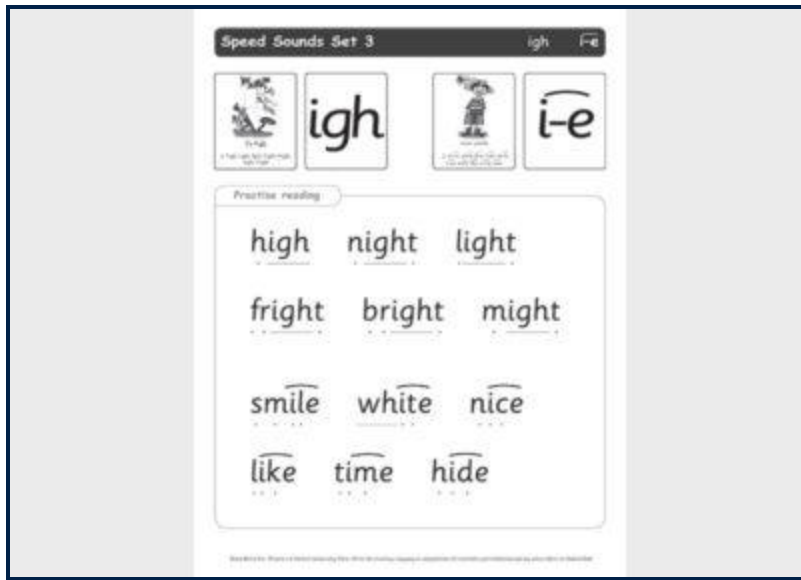 Speed Sounds Set 3 igh i-e
igh i-e
Practise reading
high night light
fright bright might
smile white nice
like time hide